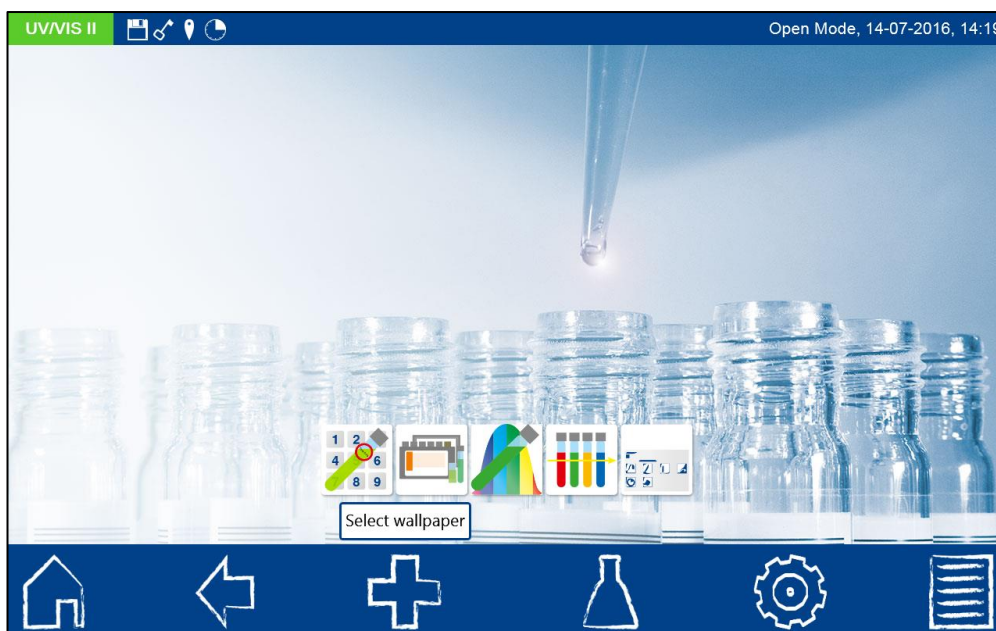 UV/VIS II
Open Mode, 14-07-2016, 14:19
1 2
4 6
8 9
Select wallpaper